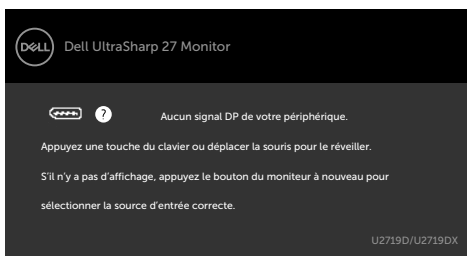 DELL Dell UltraSharp 27 Monitor
? Aucun signal DP de votre périphérique.
Appuyez une touche du clavier ou déplacer la souris pour le réveiller.
S'il n'y a pas d'affichage, appuyez le bouton du moniteur à nouveau pour
sélectionner la source d'entrée correcte.
U2719D/U2719DX